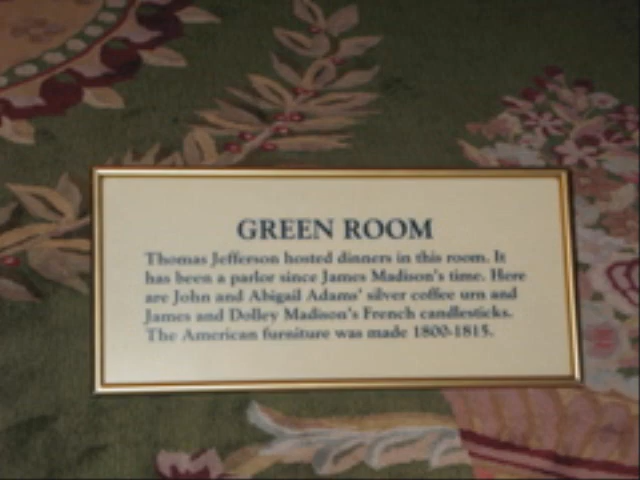 GREEN ROOM
Thomas Jefferson hosted dinners in this room. It
has been a parlor since James Madison's time. Here
are John and Abigail Adams' silver coffee urn and
James and Dolley Madison's French candlesticks.
The American furniture was made 1800-1815.